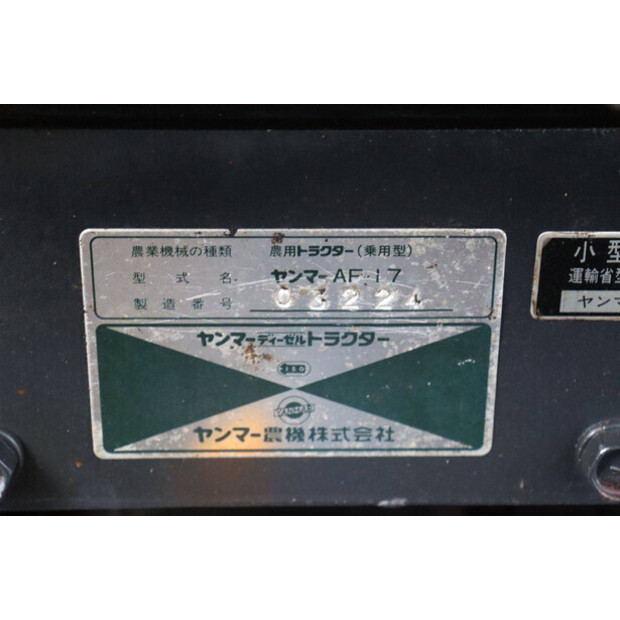 農業機械の種類 農用トラクター(乗用型)
型式名 ヤンマーAF-17
製造番号 03224
ヤンマーディーゼルトラクター
ヤンマー農機株式会社
小型
運輸省型
ヤンマ